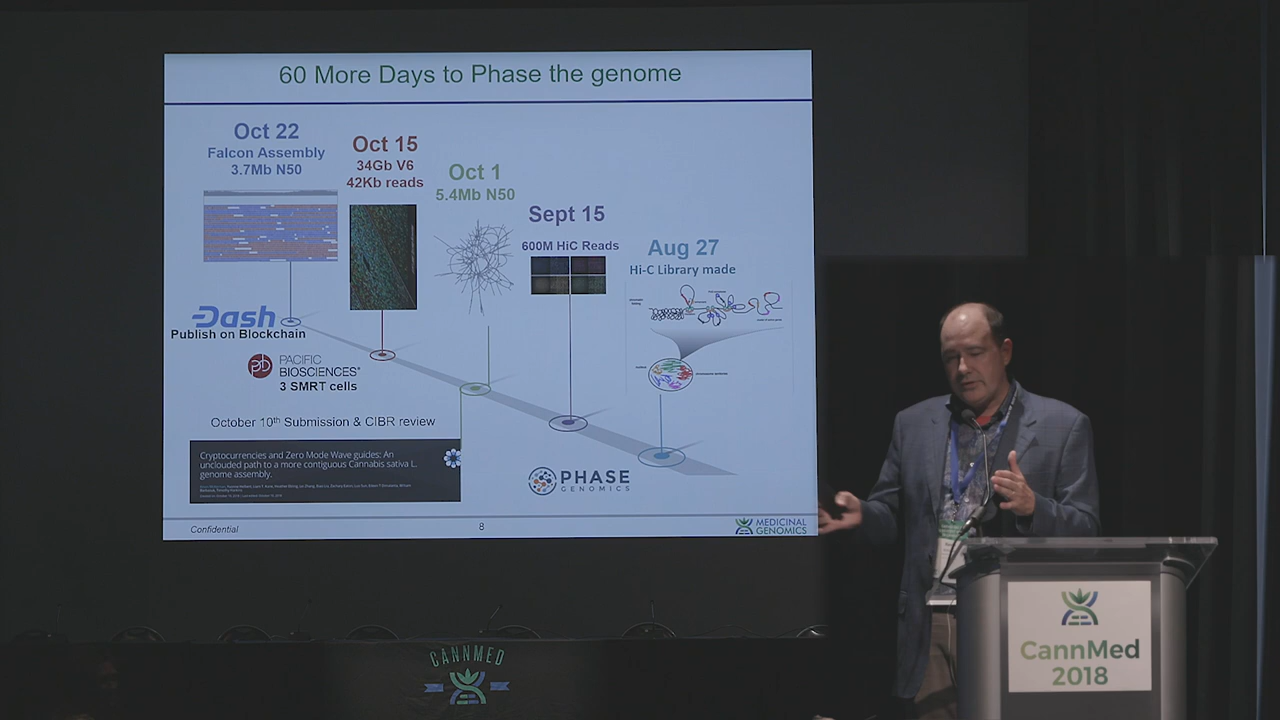 60 More Days to Phase the genome
Oct 22
Falcon Assembly
3.7Mb N50
Oct 15
34Gb V6
42Kb reads
Oct 1
5.4Mb N50
Sept 15
600M HiC Reads
Aug 27
Hi-C Library made
Dash
Publish on Blockchain
PACIFIC
BIOSCIENCES®
3 SMRT cells
October 10th Submission & CIBR review
Cryptocurrencies and Zero Mode Wave guides: An
unclouded path to a more contiguous Cannabis sativa L.
genome assembly.
PHASE
GENOMICS
Confidential
8
MEDICINAL
GENOMICS
CannMed
2018
CANNMED